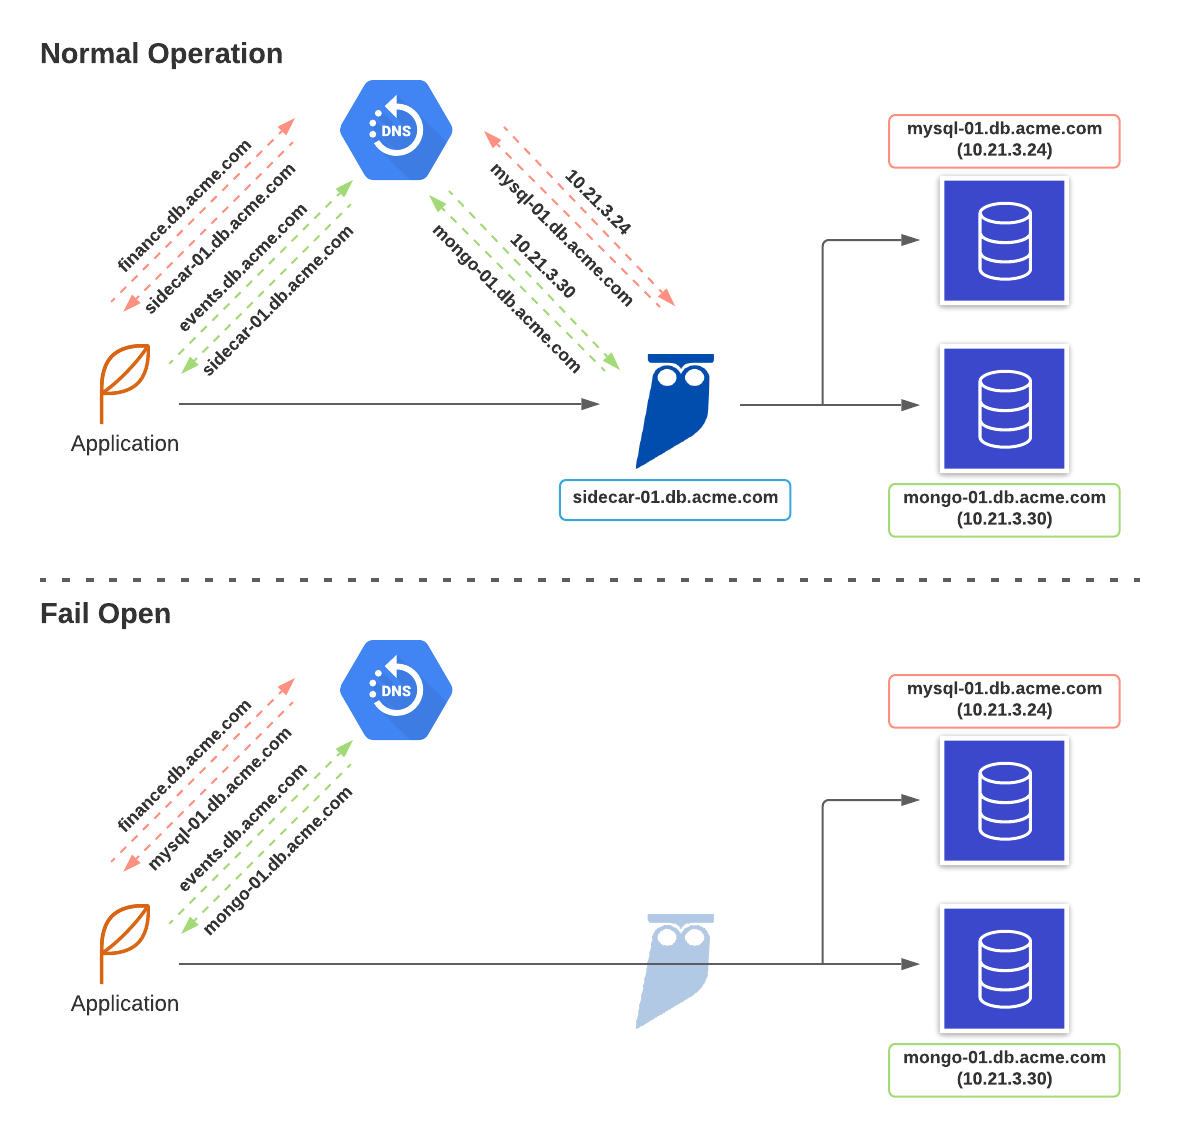 Normal Operation
DNS
finance.db.acme.com
sidecar-01.db.acme.com
events.db.acme.com
sidecar-01.db.acme.com
10.21.3.24
mysql-01.db.acme.com
10.21.3.30
mongo-01.db.acme.com
mysql-01.db.acme.com
(10.21.3.24)
Application
sidecar-01.db.acme.com
mongo-01.db.acme.com
(10.21.3.30)
Fail Open
DNS
finance.db.acme.com
mysql-01.db.acme.com
events.db.acme.com
mongo-01.db.acme.com
mysql-01.db.acme.com
(10.21.3.24)
Application
mongo-01.db.acme.com
(10.21.3.30)